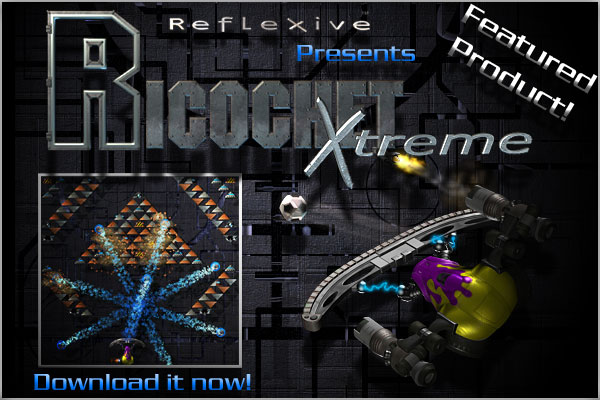 Reflexive
Presents
Ricochet
Xtreme
Featured
Product!
Download it now!